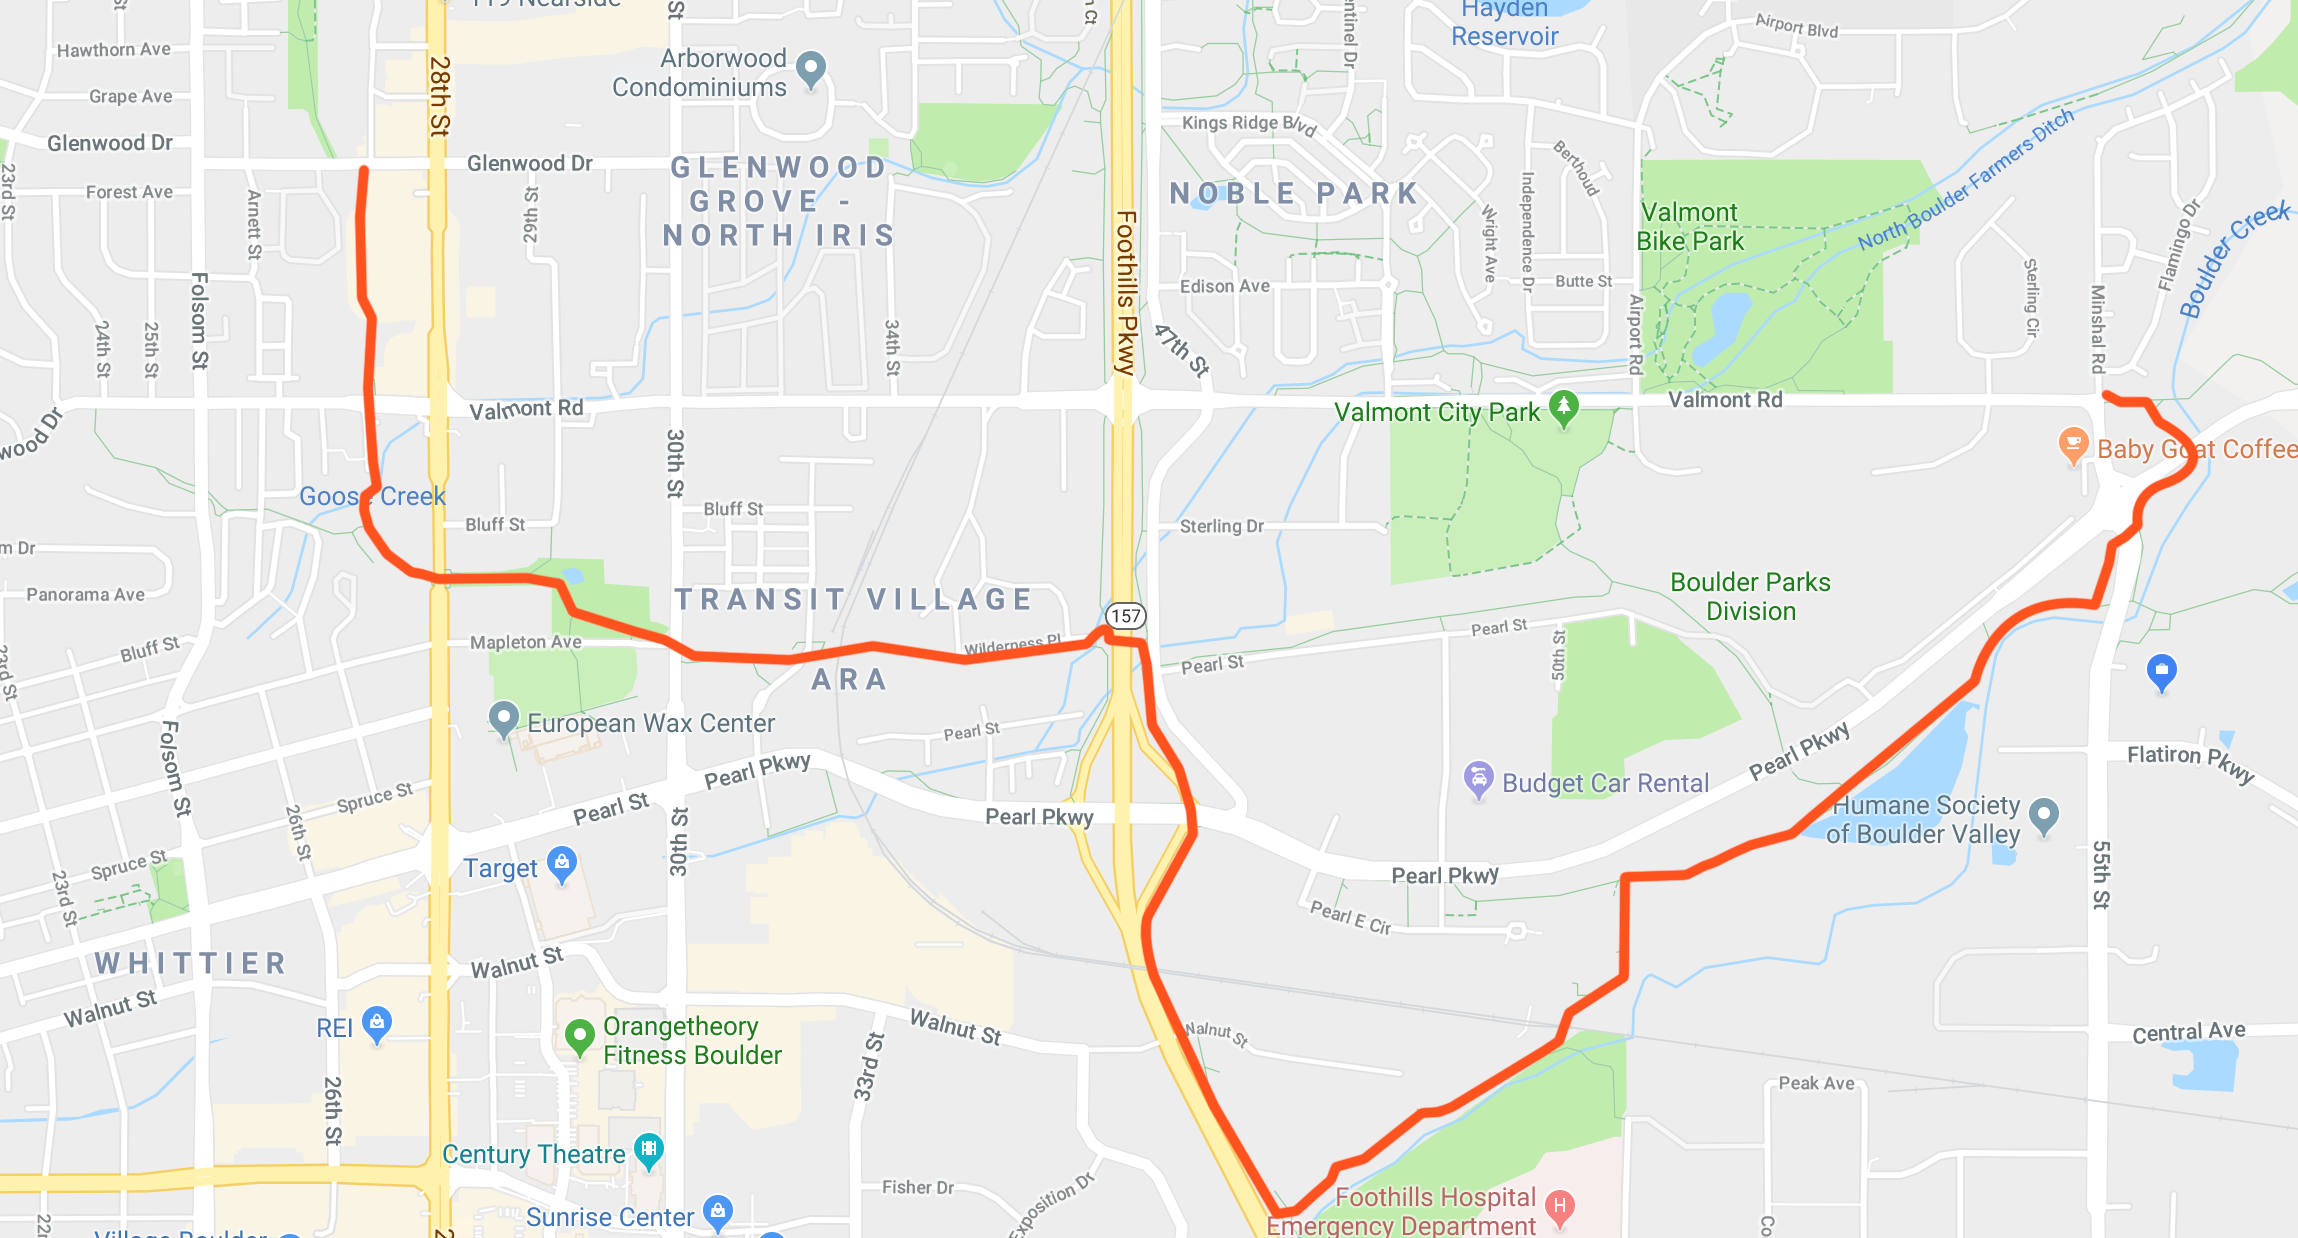 119 Nearside
Hayden
Reservoir
Airport Blvd
Hawthorn Ave
28th St
Arborwood
Condominiums
Grape Ave
Glenwood Dr
Glenwood Dr
Kings Ridge Blvd
North Boulder Farmers Ditch
23rd St
Forest Ave
Arnett St
29th St
GLENWOOD
GROVE -
NORTH IRIS
Foothills Pkwy
NOBLE PARK
Berthoud
Independence Dr
Wright Ave
Valmont
Bike Park
Flamingo Dr
Boulder Creek
Folsom St
24th St
25th St
34th St
47th St
Edison Ave
Butte St
Airport Rd
Sterling Cir
Minshal Rd
Valmont Rd
Valmont City Park
Valmont Rd
wood Dr
30th St
Baby Goat Coffee
Goose Creek
Bluff St
Bluff St
Sterling Dr
m Dr
Panorama Ave
TRANSIT VILLAGE
157
Boulder Parks
Division
Bluff St
Mapleton Ave
Wilderness Pl
Pearl St
Pearl St
50th St
ARA
23rd St
European Wax Center
Pearl St
Folsom St
Pearl Pkwy
Pearl Pkwy
Flatiron Pkwy
Spruce St
Pearl St
Pearl Pkwy
Budget Car Rental
Humane Society
of Boulder Valley
26th St
30th St
Spruce St
Target
Pearl Pkwy
55th St
23rd St
Pearl E Cir
WHITTIER
Walnut St
Walnut St
REI
Orangetheory
Fitness Boulder
Walnut St
Walnut St
Central Ave
33rd St
26th St
Peak Ave
Century Theatre
Fisher Dr
Exposition Dr
Sunrise Center
Foothills Hospital
Emergency Department
H
Village Boulder